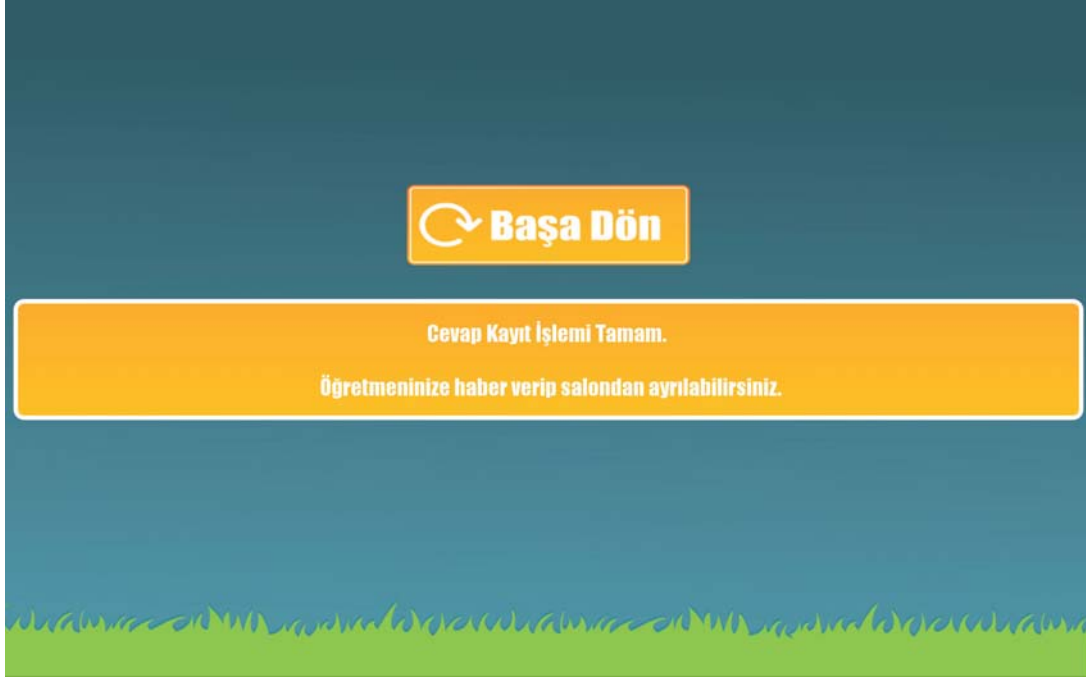 Başa Dön
Cevap Kayıt İşlemi Tamam.
Öğretmeninize haber verip salondan ayrılabilirsiniz.